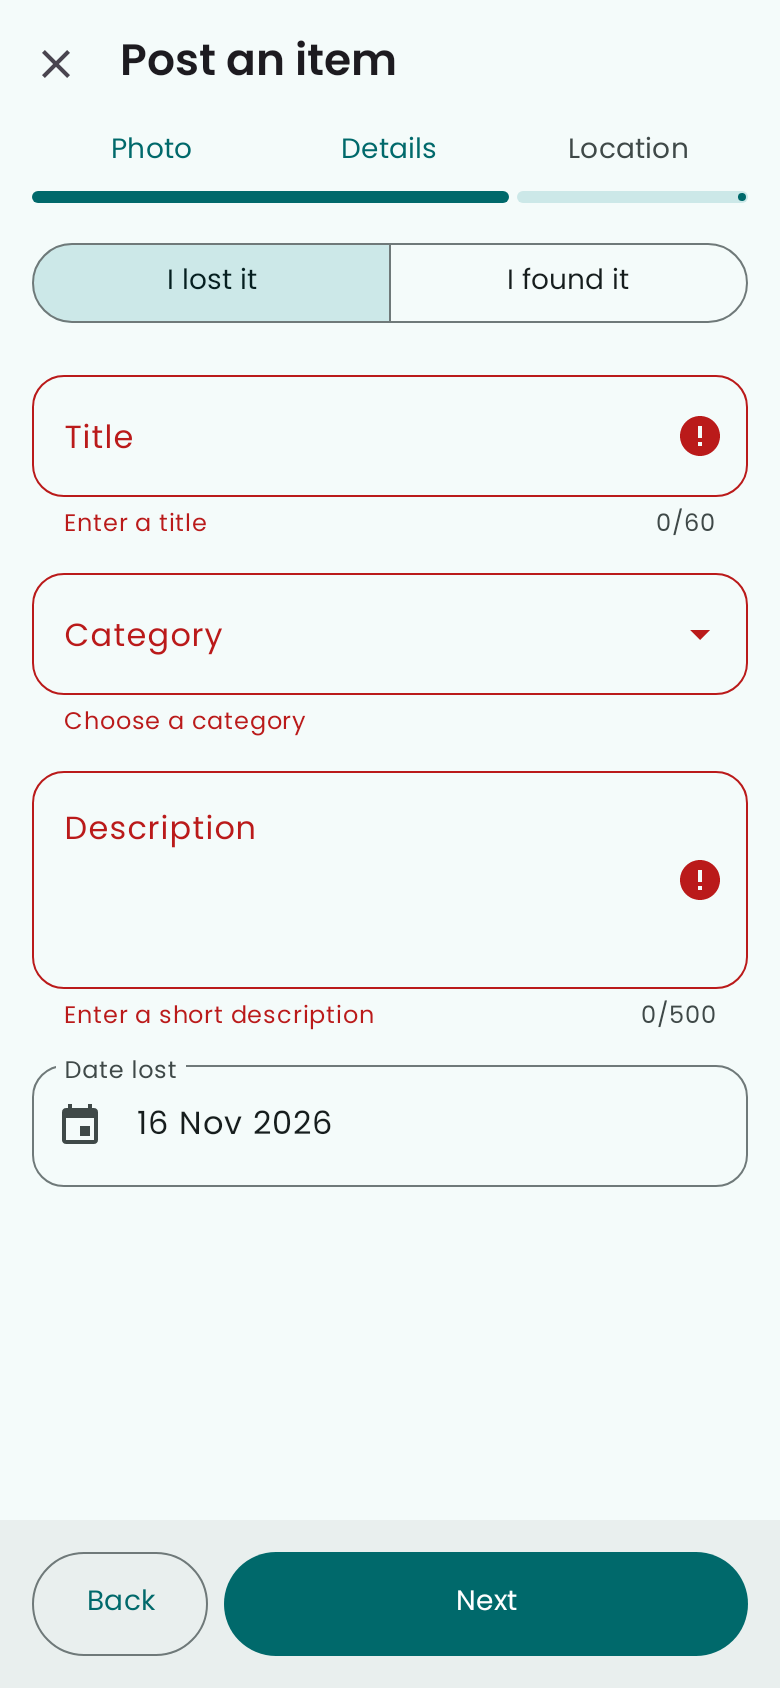 Post an item
Photo
Details
Location
I lost it
I found it
Title
Enter a title
0/60
Category
Choose a category
Description
Enter a short description
0/500
Date lost
16 Nov 2026
Back
Next